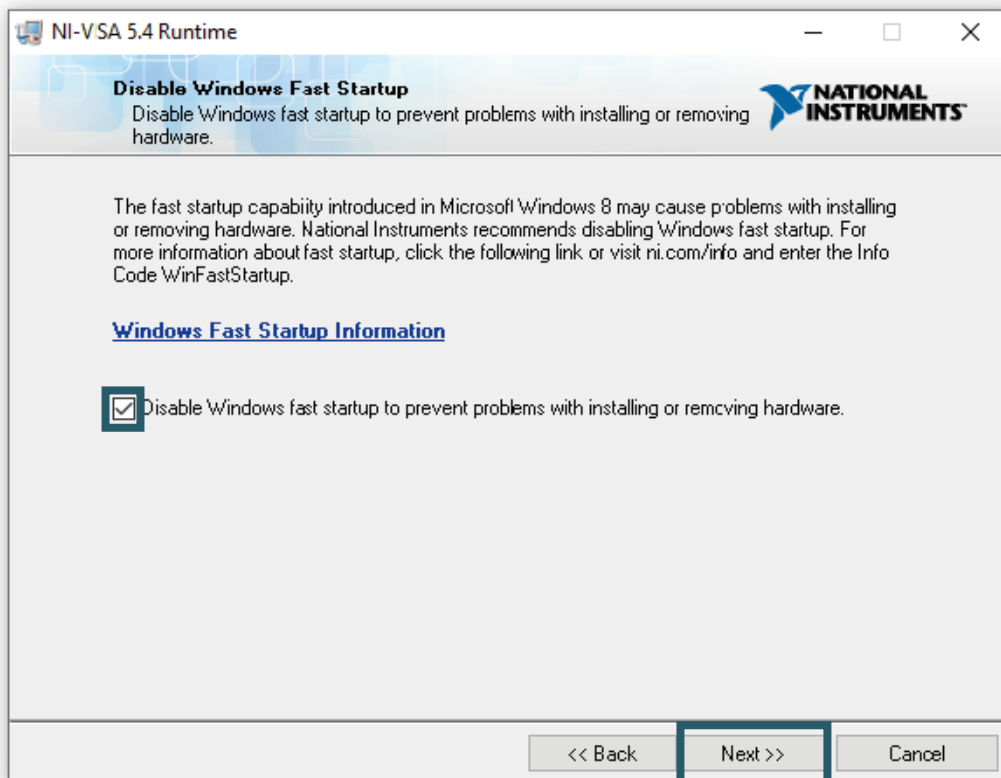 NI-VISA 5.4 Runtime
Disable Windows Fast Startup
Disable Windows fast startup to prevent problems with installing or removing
hardware.
NATIONAL
INSTRUMENTS™
The fast startup capability introduced in Microsoft Windows 8 may cause problems with installing
or removing hardware. National Instruments recommends disabling Windows fast startup. For
more information about fast startup, click the following link or visit ni.com/info and enter the Info
Code WinFastStartup.
Windows Fast Startup Information
Disable Windows fast startup to prevent problems with installing or removing hardware.
<< Back
Next >>
Cancel